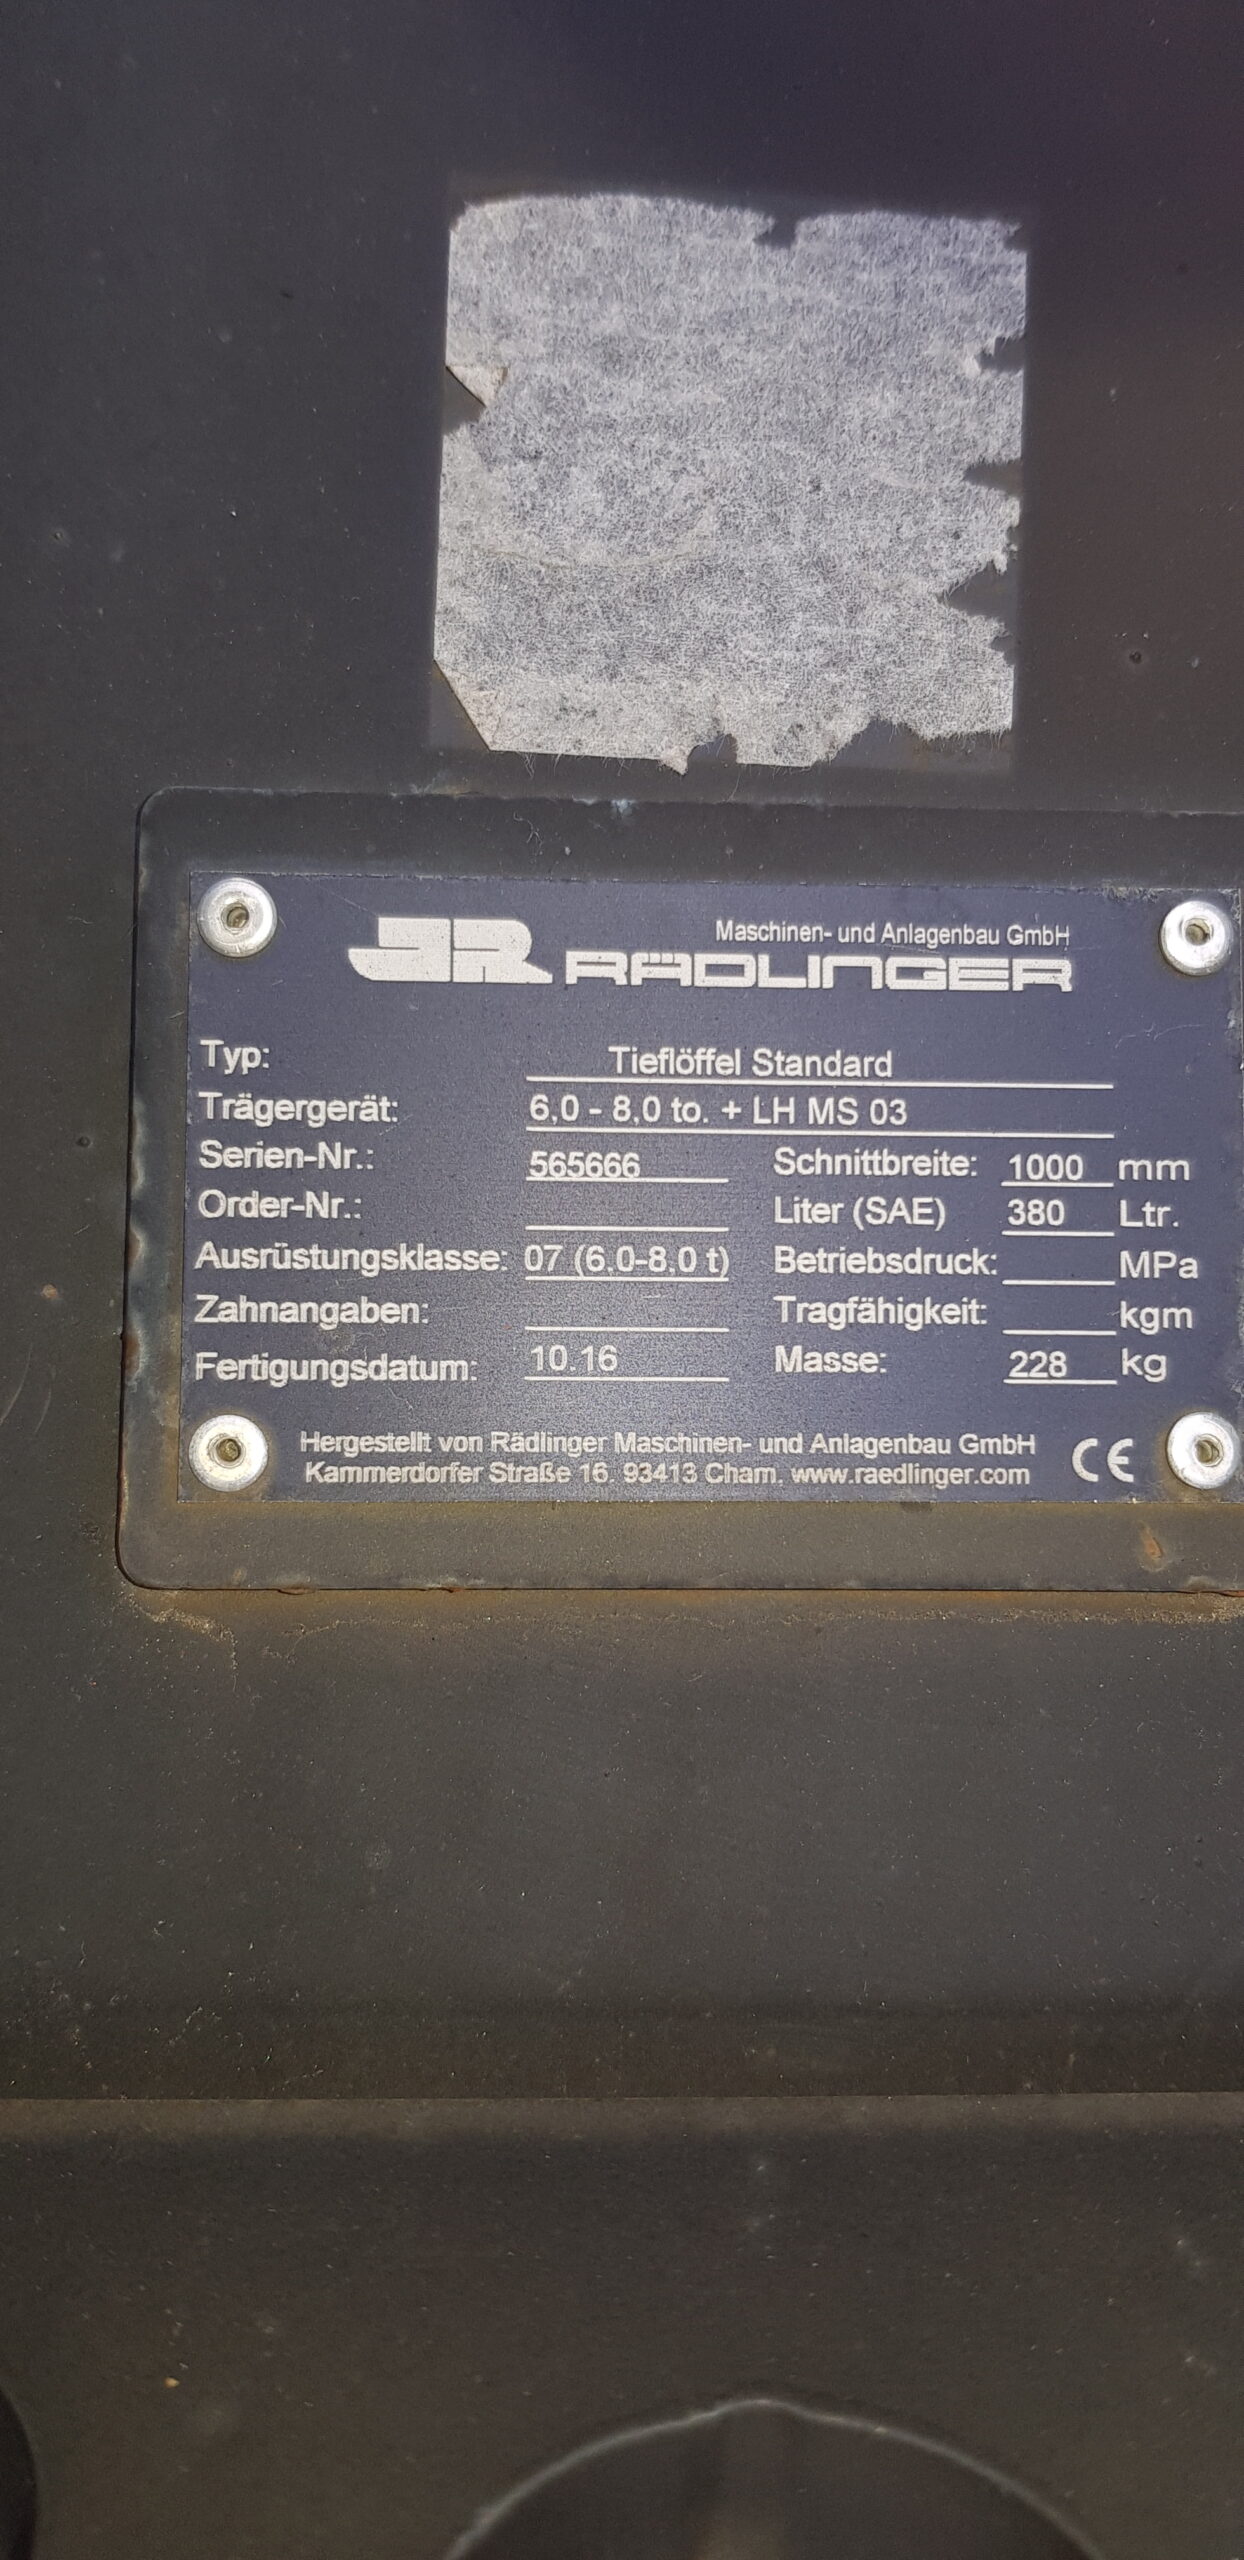 Maschinen- und Anlagenbau GmbH
JR RÄDLINGER
Typ: Tieflöffel Standard
Trägergerät: 6,0 - 8,0 to. + LH MS 03
Serien-Nr.: 565666 Schnittbreite: 1000 mm
Order-Nr.: Liter (SAE) 380 Ltr.
Ausrüstungsklasse: 07 (6,0-8,0 t) Betriebsdruck: MPa
Zahnangaben: Tragfähigkeit: kgm
Fertigungsdatum: 10.16 Masse: 228 kg
Hergestellt von Rädlinger Maschinen- und Anlagenbau GmbH
Kammerdorfer Straße 16, 93413 Cham, www.raedlinger.com CE